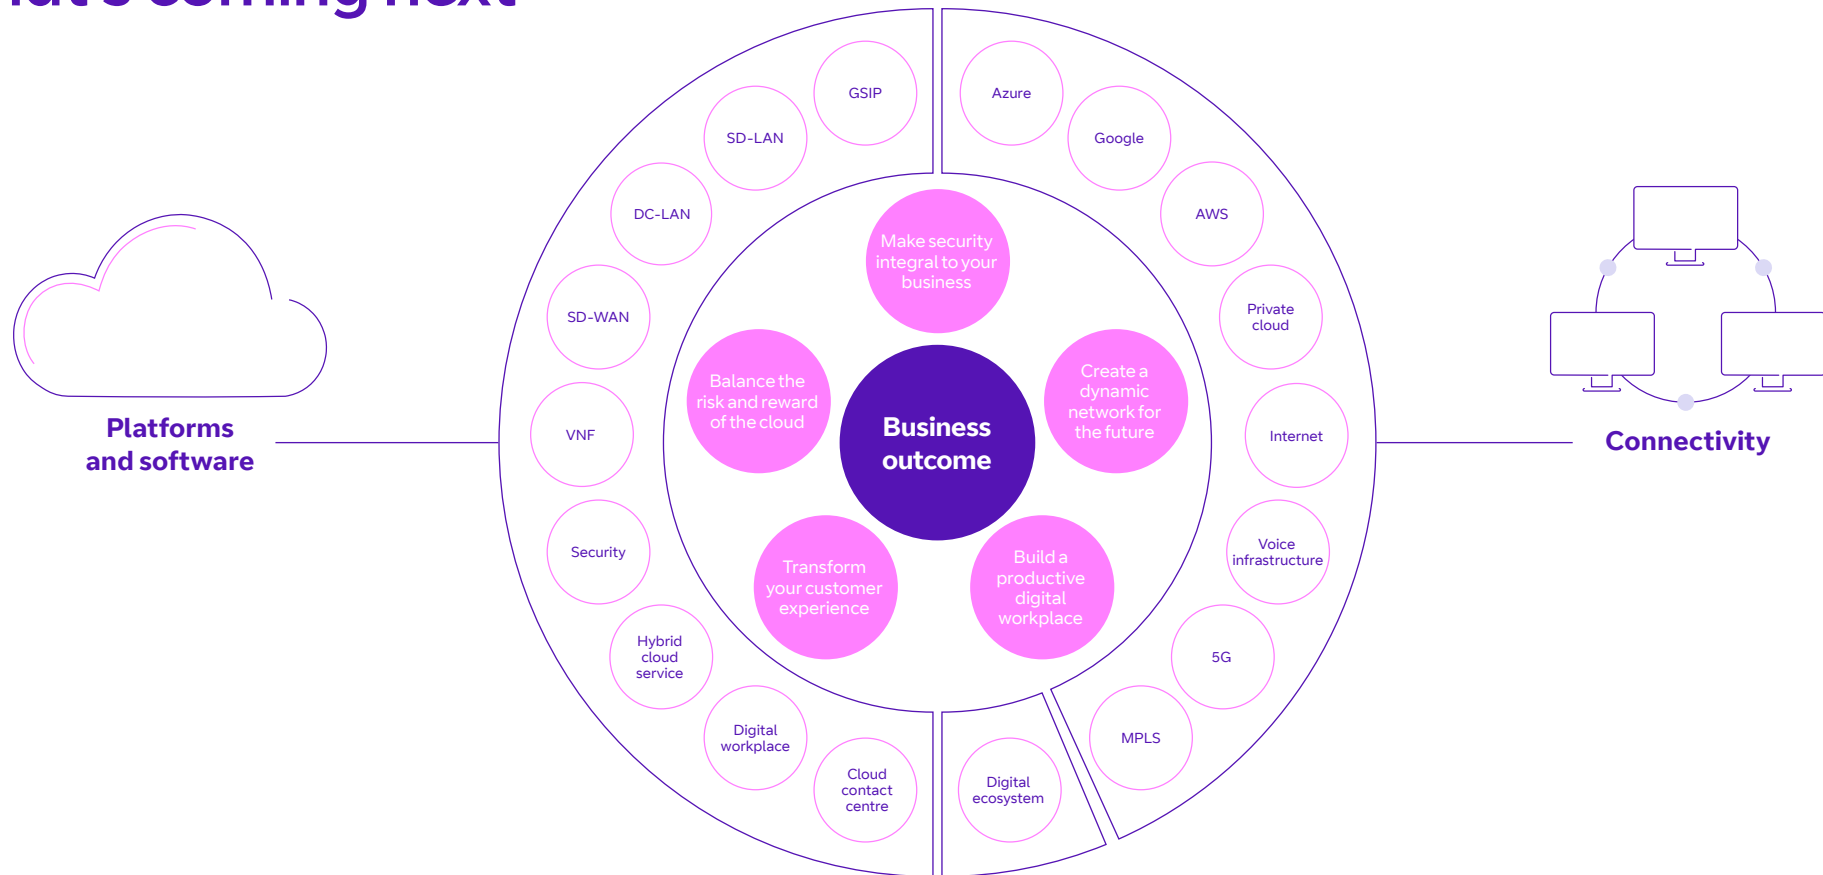 coming next
GSIP
Azure
SD-LAN
Google
DC-LAN
AWS
SD-WAN
Private
cloud
VNF
Internet
Security
Voice
infrastructure
Hybrid
cloud
service
5G
Digital
workplace
MPLS
Cloud
contact
centre
Digital
ecosystem
Make security
integral to your
business
Balance the
risk and reward
of the cloud
Create a
dynamic
network for
the future
Business
outcome
Transform
your customer
experience
Build a
productive
digital
workplace
Platforms
and software
Connectivity